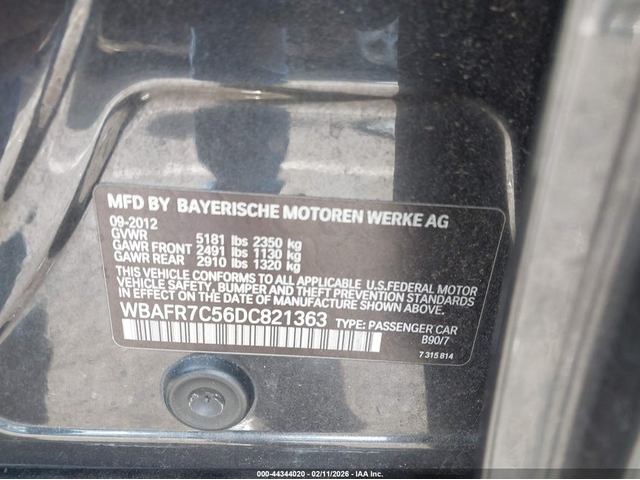 MFD BY BAYERISCHE MOTOREN WERKE AG
09-2012
GVWR 5181 lbs 2350 kg
GAWR FRONT 2491 lbs 1130 kg
GAWR REAR 2910 lbs 1320 kg
THIS VEHICLE CONFORMS TO ALL APPLICABLE U.S.FEDERAL MOTOR
VEHICLE SAFETY, BUMPER AND THEFT PREVENTION STANDARDS
IN EFFECT ON THE DATE OF MANUFACTURE SHOWN ABOVE.
WBAFR7C56DC821363 TYPE: PASSENGER CAR
B90/7
7 315 814
000-44344020 - 02/11/2026 - IAA Inc.